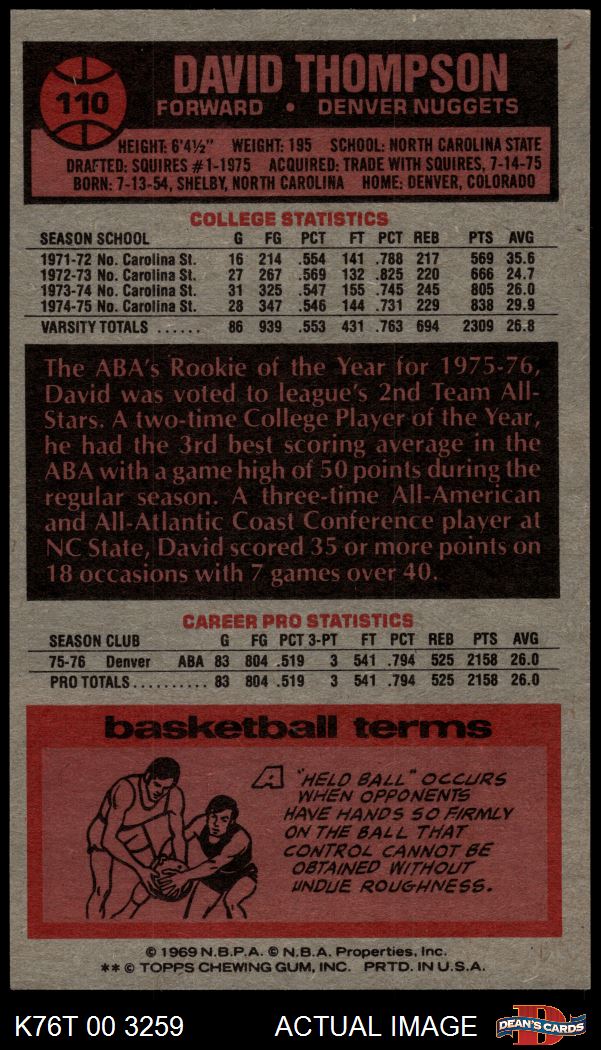 110
DAVID THOMPSON
FORWARD • DENVER NUGGETS
HEIGHT: 6'4½" WEIGHT: 195 SCHOOL: NORTH CAROLINA STATE
DRAFTED: SQUIRES #1-1975 ACQUIRED: TRADE WITH SQUIRES, 7-14-75
BORN: 7-13-54, SHELBY, NORTH CAROLINA HOME: DENVER, COLORADO
COLLEGE STATISTICS
SEASON SCHOOL G FG PCT FT PCT REB PTS AVG
1971-72 No. Carolina St. 16 214 .554 141 .788 217 569 35.6
1972-73 No. Carolina St. 27 267 .569 132 .825 220 666 24.7
1973-74 No. Carolina St. 31 325 .547 155 .745 245 805 26.0
1974-75 No. Carolina St. 28 347 .546 144 .731 229 838 29.9
VARSITY TOTALS ...... 86 939 .553 431 .763 694 2309 26.8
The ABA's Rookie of the Year for 1975-76,
David was voted to league's 2nd Team All-
Stars. A two-time College Player of the Year,
he had the 3rd best scoring average in the
ABA with a game high of 50 points during the
regular season. A three-time All-American
and All-Atlantic Coast Conference player at
NC State, David scored 35 or more points on
18 occasions with 7 games over 40.
CAREER PRO STATISTICS
SEASON CLUB G FG PCT 3-PT FT PCT REB PTS AVG
75-76 Denver ABA 83 804 .519 3 541 .794 525 2158 26.0
PRO TOTALS.......... 83 804 .519 3 541 .794 525 2158 26.0
basketball terms
A "HELD BALL" OCCURS
WHEN OPPONENTS
HAVE HANDS SO FIRMLY
ON THE BALL THAT
CONTROL CANNOT BE
OBTAINED WITHOUT
UNDUE ROUGHNESS.
© 1969 N.B.P.A. © N.B.A. Properties, Inc.
** © TOPPS CHEWING GUM, INC. PRTD. IN U.S.A.
K76T 00 3259 ACTUAL IMAGE
D
DEAN'S CARDS